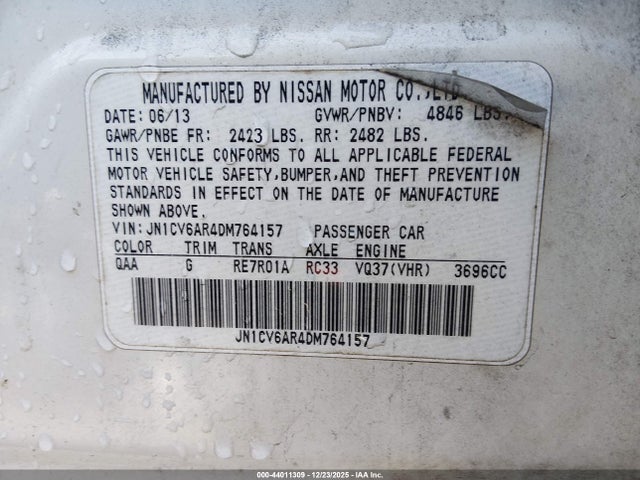 MANUFACTURED BY NISSAN MOTOR CO.,LTD.
DATE: 06/13 GVWR/PNBV: 4846 LBS.
GAWR/PNBE FR: 2423 LBS. RR: 2482 LBS.
THIS VEHICLE CONFORMS TO ALL APPLICABLE FEDERAL
MOTOR VEHICLE SAFETY,BUMPER,AND THEFT PREVENTION
STANDARDS IN EFFECT ON THE DATE OF MANUFACTURE
SHOWN ABOVE.
VIN: JN1CV6AR4DM764157 PASSENGER CAR
COLOR TRIM TRANS AXLE ENGINE
QAA G RE7R01A RC33 VQ37(VHR) 3696CC
JN1CV6AR4DM764157
000-44011309 - 12/23/2025 - IAA Inc.